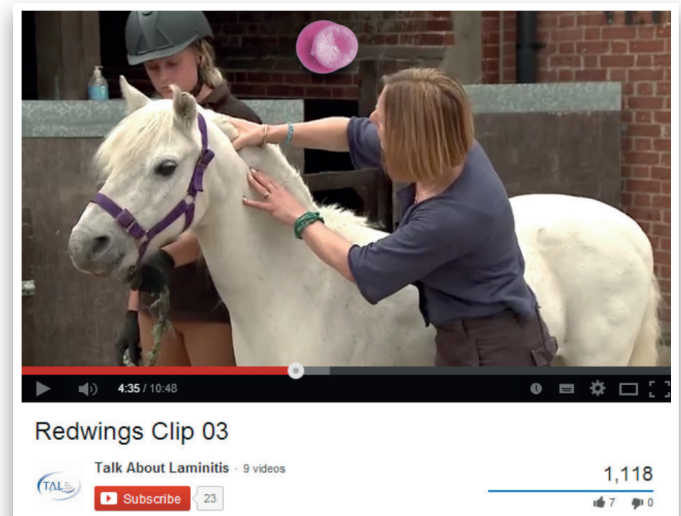 4:35 / 10:48
Redwings Clip 03
TAL
Talk About Laminitis · 9 videos
Subscribe 23
1,118
7 0